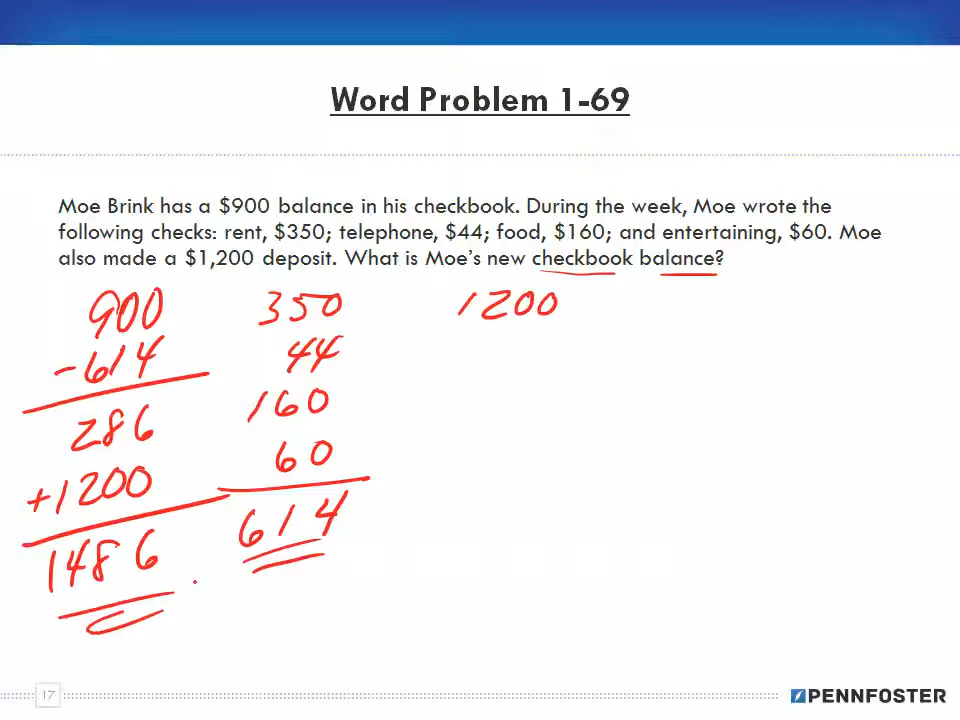 Word Problem 1-69
Moe Brink has a $900 balance in his checkbook. During the week, Moe wrote the
following checks: rent, $350; telephone, $44; food, $160; and entertaining, $60. Moe
also made a $1,200 deposit. What is Moe's new checkbook balance?
900 350 1200
-614 44
286 160
+1200 60
1486 614
17
PENNFOSTER